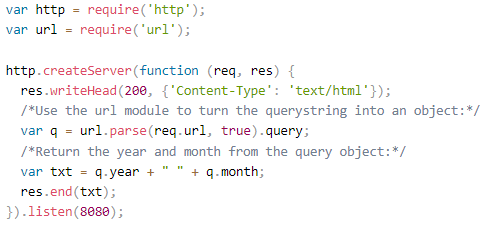 var http = require('http');
var url = require('url');

http.createServer(function (req, res) {
  res.writeHead(200, {'Content-Type': 'text/html'});
  /*Use the url module to turn the querystring into an object:*/
  var q = url.parse(req.url, true).query;
  /*Return the year and month from the query object:*/
  var txt = q.year + " " + q.month;
  res.end(txt);
}).listen(8080);